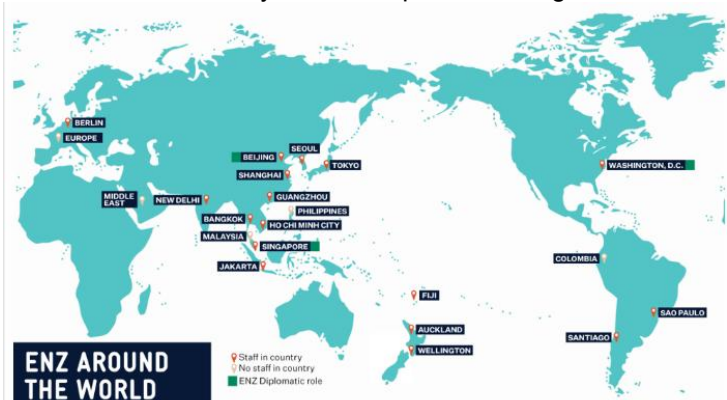 BERLIN
EUROPE
BEIJING
SEOUL
TOKYO
SHANGHAI
WASHINGTON, D.C.
MIDDLE
EAST
NEW DELHI
GUANGZHOU
PHILIPPINES
BANGKOK
HO CHI MINH CITY
MALAYSIA
SINGAPORE
COLOMBIA
JAKARTA
FIJI
SAO PAULO
AUCKLAND
SANTIAGO
WELLINGTON
ENZ AROUND
THE WORLD
Staff in country
No staff in country
ENZ Diplomatic role